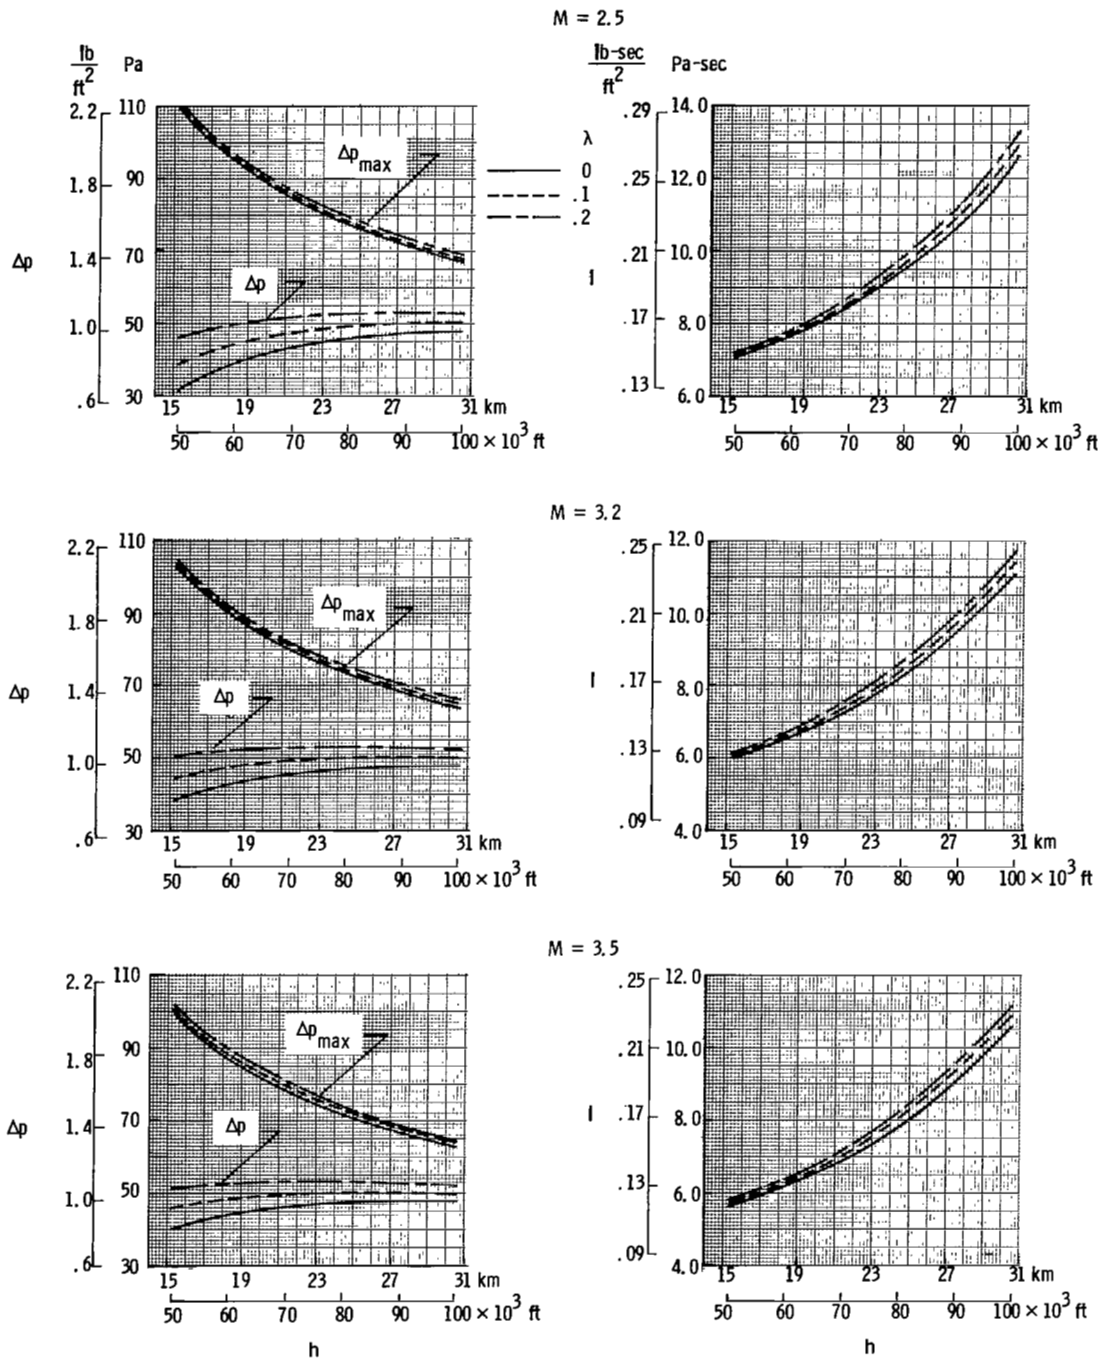 M = 2.5
lb/ft² Pa
lb-sec/ft² Pa-sec
2.2 1.8 1.4 1.0 .6
110 90 70 50 30
Δp
Δp max
Δp
λ
0
.1
.2
15 19 23 27 31 km
50 60 70 80 90 100 × 10³ ft
.29 .25 .21 .17 .13
14.0 12.0 10.0 8.0 6.0
I
15 19 23 27 31 km
50 60 70 80 90 100 × 10³ ft
M = 3.2
2.2 1.8 1.4 1.0 .6
110 90 70 50 30
Δp
Δp max
Δp
15 19 23 27 31 km
50 60 70 80 90 100 × 10³ ft
.25 .21 .17 .13 .09
12.0 10.0 8.0 6.0 4.0
I
15 19 23 27 31 km
50 60 70 80 90 100 × 10³ ft
M = 3.5
2.2 1.8 1.4 1.0 .6
110 90 70 50 30
Δp
Δp max
Δp
15 19 23 27 31 km
50 60 70 80 90 100 × 10³ ft
h
.25 .21 .17 .13 .09
12.0 10.0 8.0 6.0 4.0
I
15 19 23 27 31 km
50 60 70 80 90 100 × 10³ ft
h